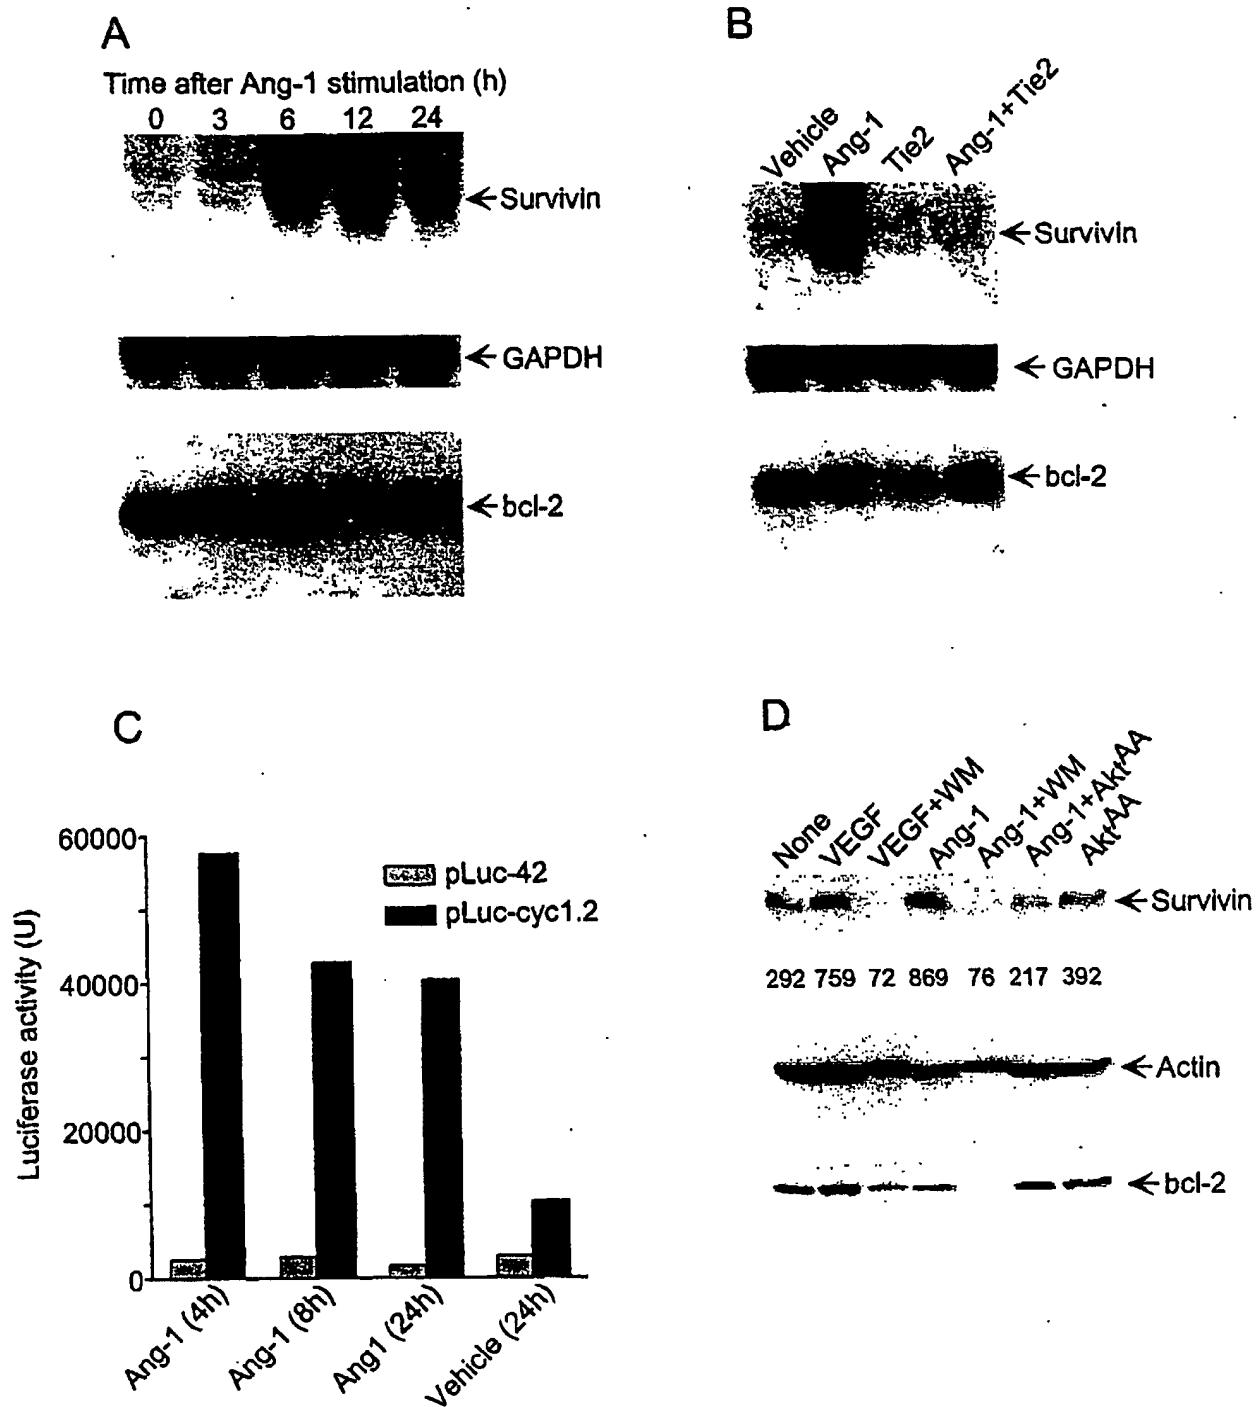 A
Time after Ang-1 stimulation (h)
0 3 6 12 24
Survivin
GAPDH
bcl-2
B
Vehicle
Ang-1
Tie2
Ang-1+Tie2
Survivin
GAPDH
bcl-2
C
Luciferase activity (U)
60000
40000
20000
0
pLuc-42
pLuc-cyc1.2
Ang-1 (4h)
Ang-1 (8h)
Ang1 (24h)
Vehicle (24h)
D
None
VEGF
VEGF+WM
Ang-1
Ang-1+WM
Ang-1+AktAA
AktAA
Survivin
292 759 72 869 76 217 392
Actin
bcl-2